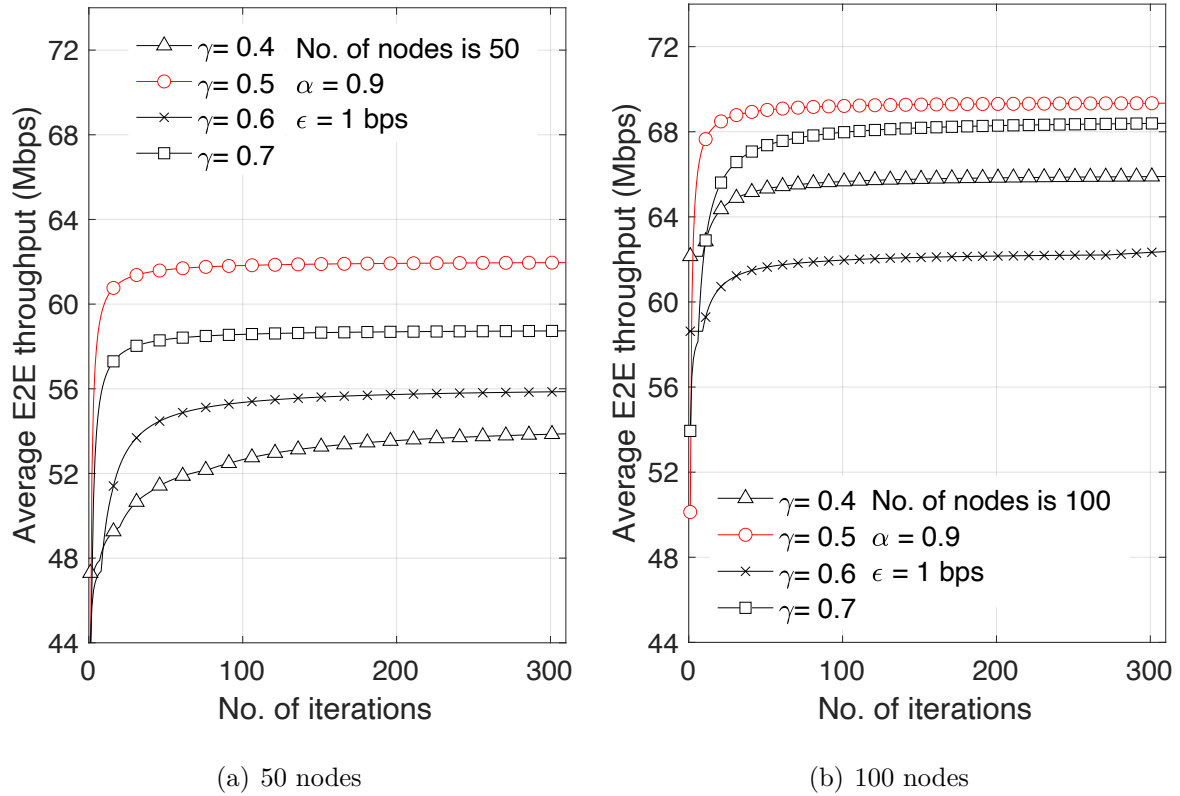 72
68
64
60
56
52
48
44
0
100
200
300
Average E2E throughput (Mbps)
No. of iterations
γ= 0.4 No. of nodes is 50
γ= 0.5 α = 0.9
γ= 0.6 ϵ = 1 bps
γ= 0.7
(a) 50 nodes
72
68
64
60
56
52
48
44
0
100
200
300
Average E2E throughput (Mbps)
No. of iterations
γ= 0.4 No. of nodes is 100
γ= 0.5 α = 0.9
γ= 0.6 ϵ = 1 bps
γ= 0.7
(b) 100 nodes